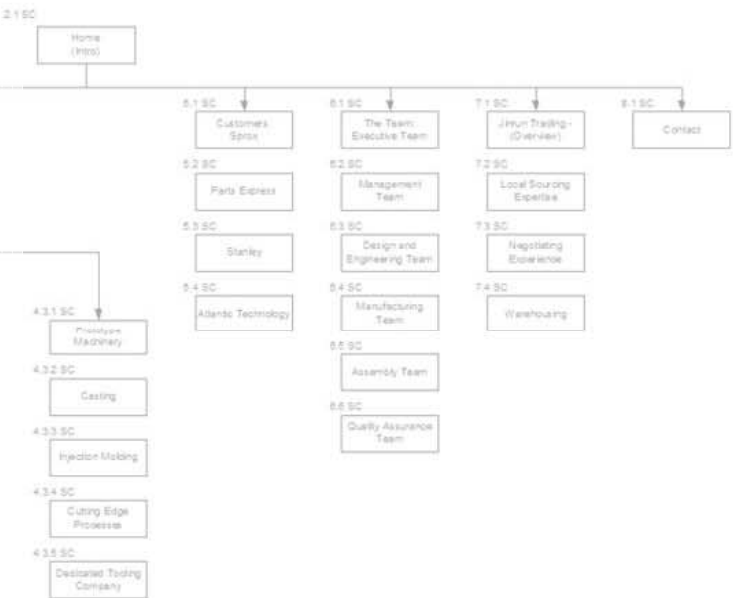 2.1 SC
Home
(Intro)
5.1 SC
Customers
Sprox
6.1 SC
The Team:
Executive Team
7.1 SC
Jinrun Trading -
(Overview)
8.1 SC
Contact
5.2 SC
Parts Express
6.2 SC
Management
Team
7.2 SC
Local Sourcing
Expertise
5.3 SC
Stanley
6.3 SC
Design and
Engineering Team
7.3 SC
Negotiating
Experience
5.4 SC
Atlantic Technology
6.4 SC
Manufacturing
Team
7.4 SC
Warehousing
4.3.1 SC
Prototype
Machinery
6.5 SC
Assembly Team
4.3.2 SC
Casting
6.6 SC
Quality Assurance
Team
4.3.3 SC
Injection Molding
4.3.4 SC
Cutting Edge
Processes
4.3.5 SC
Dedicated Tooling
Company